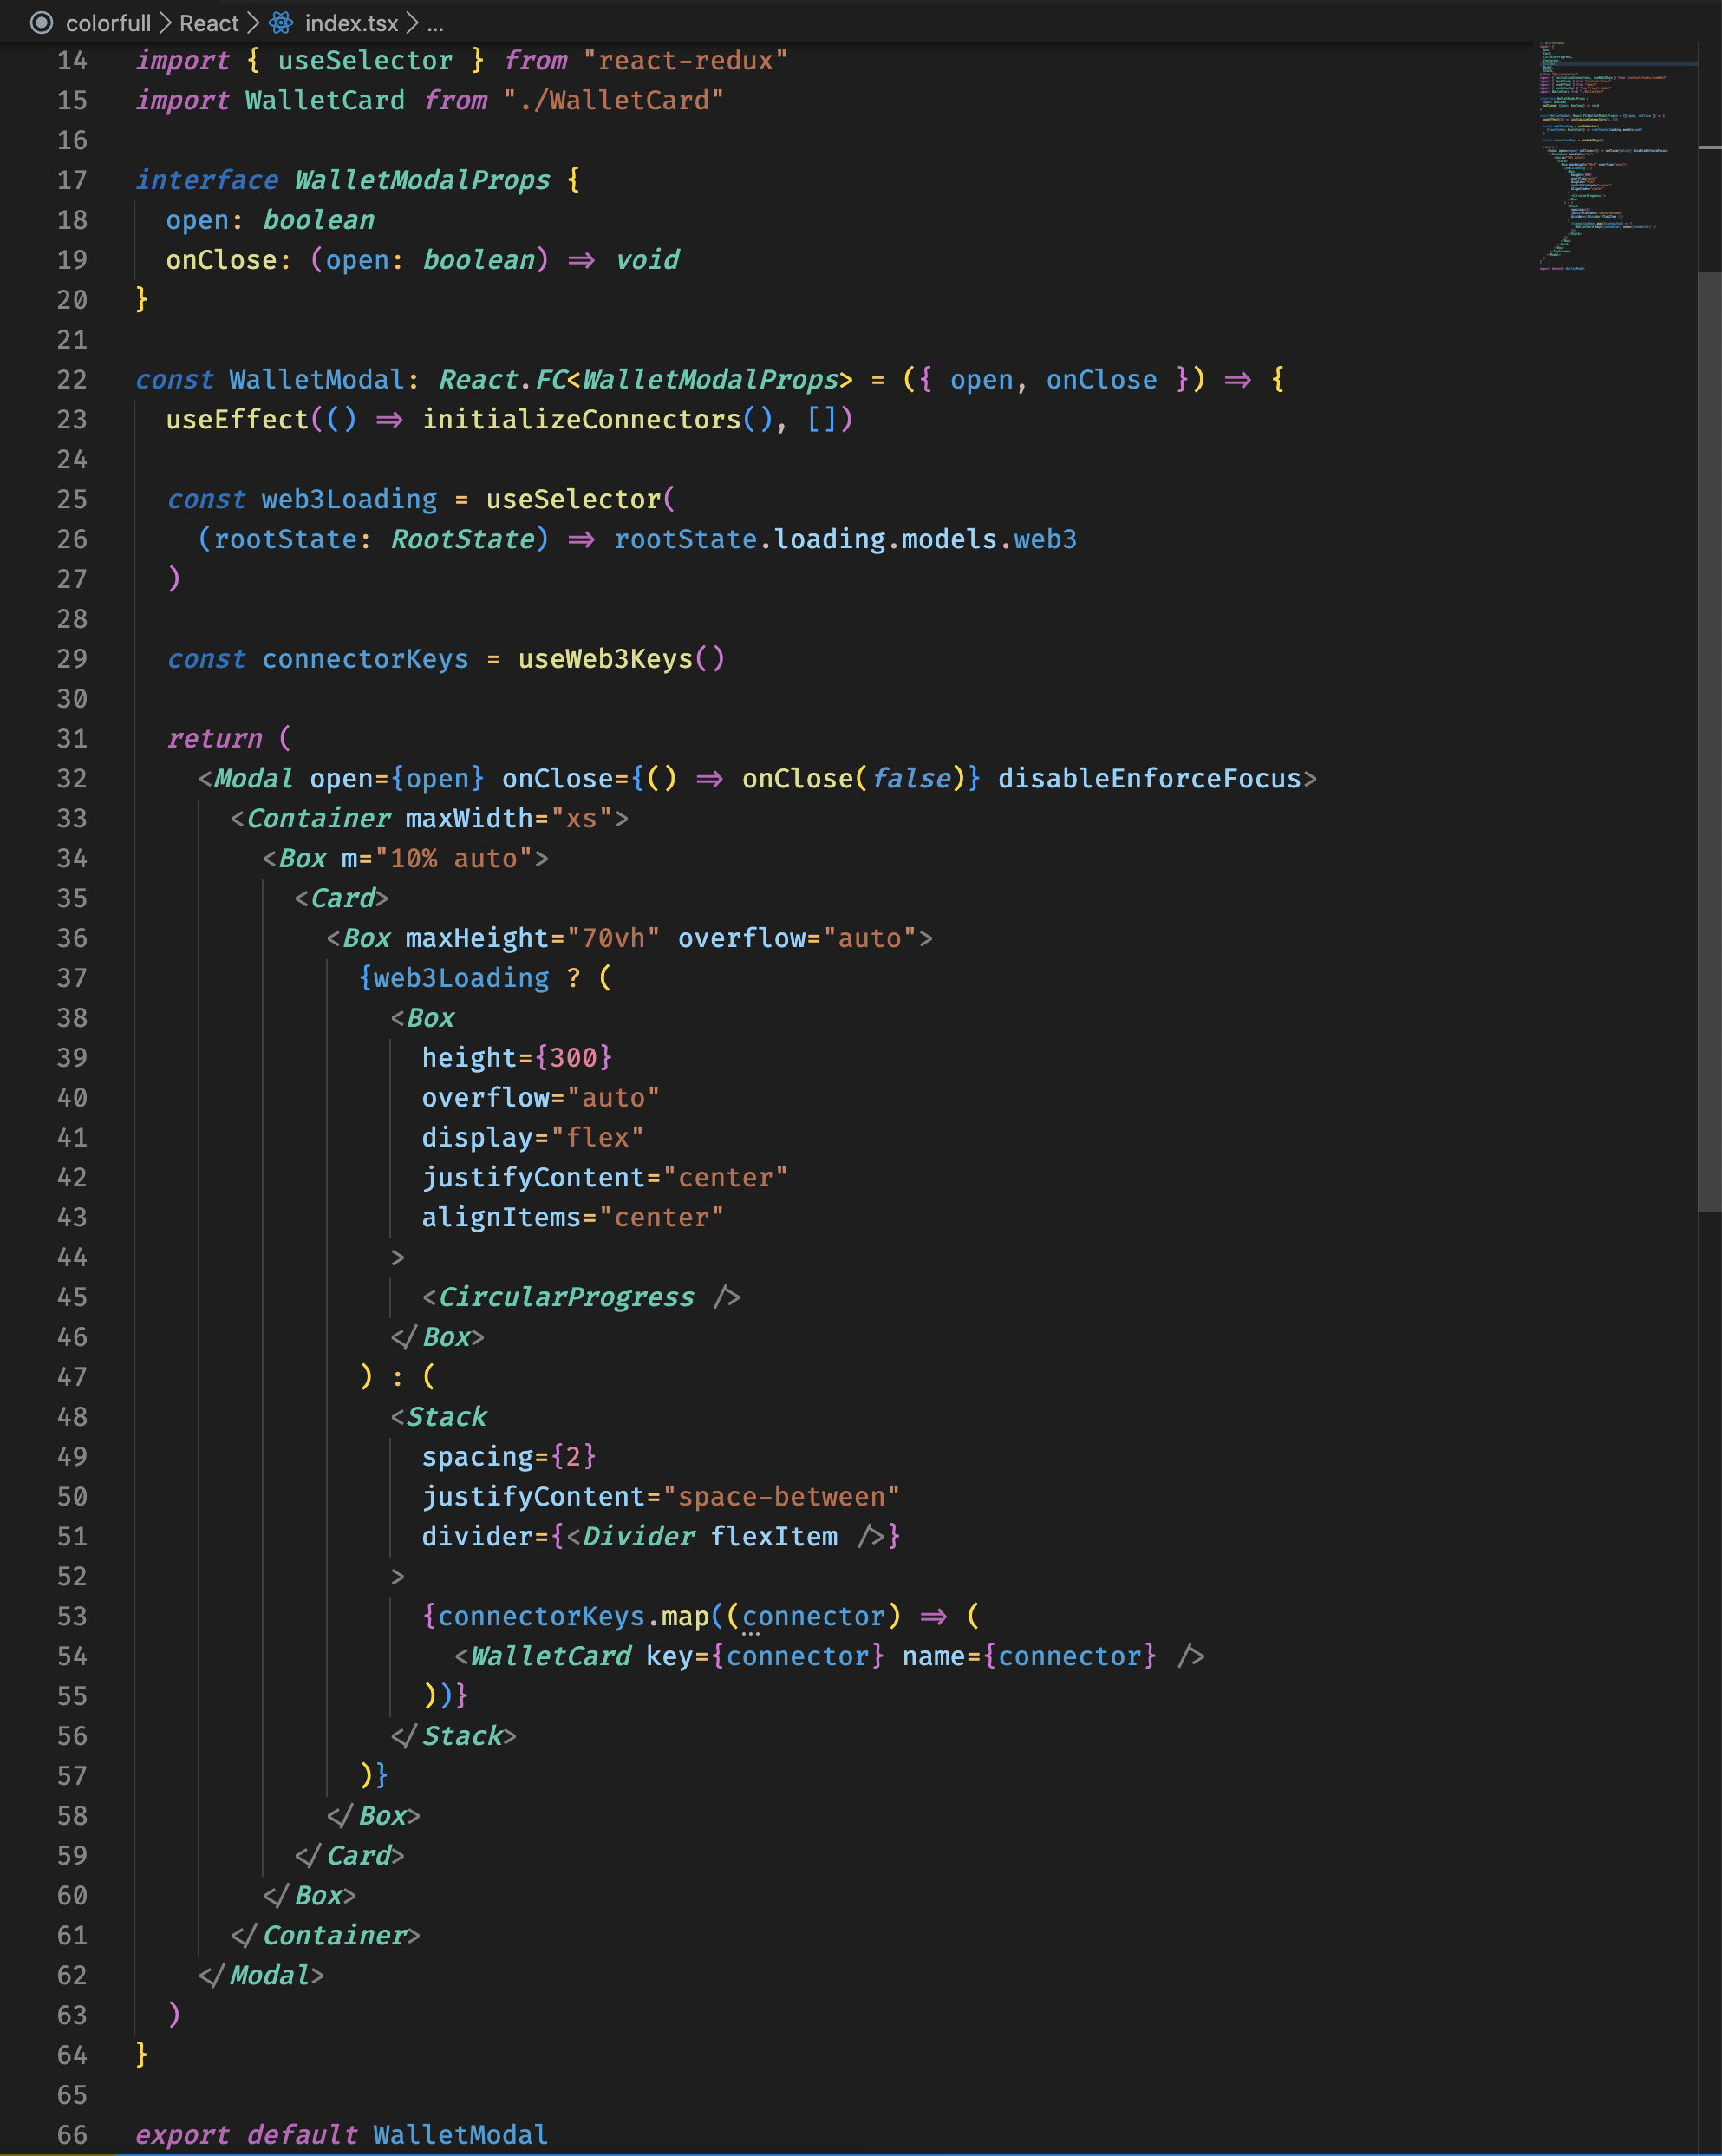 colorfull > React > index.tsx > ...
14 import { useSelector } from "react-redux"
15 import WalletCard from "./WalletCard"
16
17 interface WalletModalProps {
18   open: boolean
19   onClose: (open: boolean) => void
20 }
21
22 const WalletModal: React.FC<WalletModalProps> = ({ open, onClose }) => {
23   useEffect(() => initializeConnectors(), [])
24
25   const web3Loading = useSelector(
26     (rootState: RootState) => rootState.loading.models.web3
27   )
28
29   const connectorKeys = useWeb3Keys()
30
31   return (
32     <Modal open={open} onClose={() => onClose(false)} disableEnforceFocus>
33       <Container maxWidth="xs">
34         <Box m="10% auto">
35           <Card>
36             <Box maxHeight="70vh" overflow="auto">
37               {web3Loading ? (
38                 <Box
39                   height={300}
40                   overflow="auto"
41                   display="flex"
42                   justifyContent="center"
43                   alignItems="center"
44                 >
45                   <CircularProgress />
46                 </Box>
47               ) : (
48                 <Stack
49                   spacing={2}
50                   justifyContent="space-between"
51                   divider={<Divider flexItem />}
52                 >
53                   {connectorKeys.map((connector) => (
54                     <WalletCard key={connector} name={connector} />
55                   ))}
56                 </Stack>
57               )}
58             </Box>
59           </Card>
60         </Box>
61       </Container>
62     </Modal>
63   )
64 }
65
66 export default WalletModal